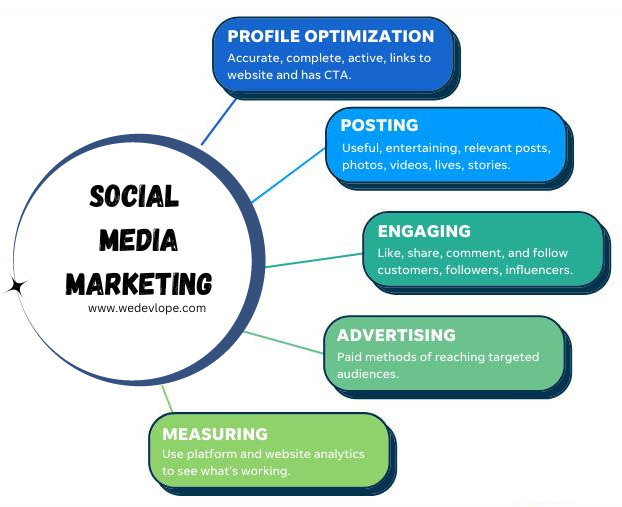 PROFILE OPTIMIZATION
Accurate, complete, active, links to
website and has CTA.
POSTING
Useful, entertaining, relevant posts,
photos, videos, lives, stories.
SOCIAL
MEDIA
MARKETING
www.wedevlope.com
ENGAGING
Like, share, comment, and follow
customers, followers, influencers.
ADVERTISING
Paid methods of reaching targeted
audiences.
MEASURING
Use platform and website analytics
to see what's working.